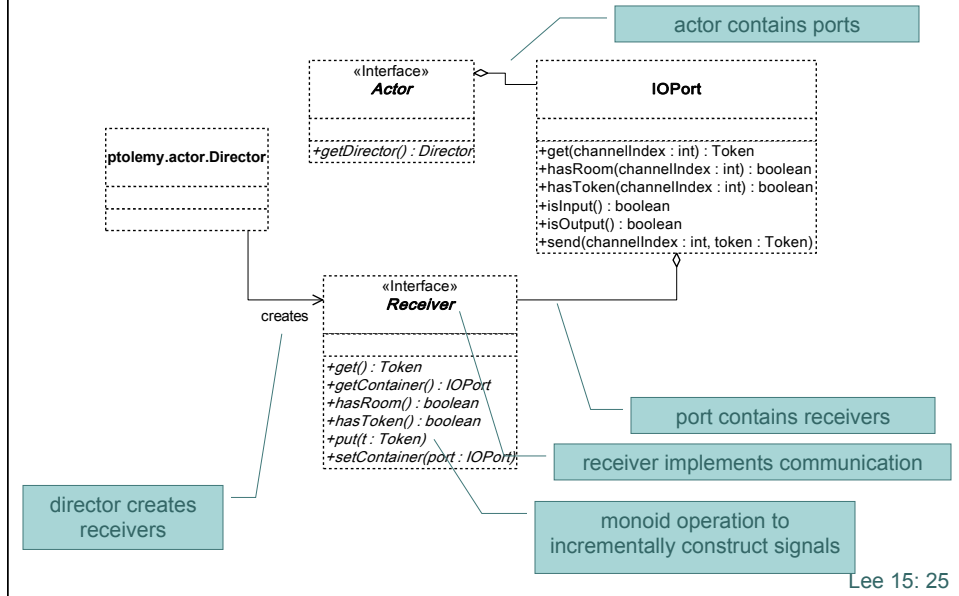 actor contains ports
«Interface»
Actor
+getDirector() : Director
IOPort
+get(channelIndex : int) : Token
+hasRoom(channelIndex : int) : boolean
+hasToken(channelIndex : int) : boolean
+isInput() : boolean
+isOutput() : boolean
+send(channelIndex : int, token : Token)
ptolemy.actor.Director
creates
«Interface»
Receiver
+get() : Token
+getContainer() : IOPort
+hasRoom() : boolean
+hasToken() : boolean
+put(t : Token)
+setContainer(port : IOPort)
port contains receivers
receiver implements communication
director creates
receivers
monoid operation to
incrementally construct signals
Lee 15: 25